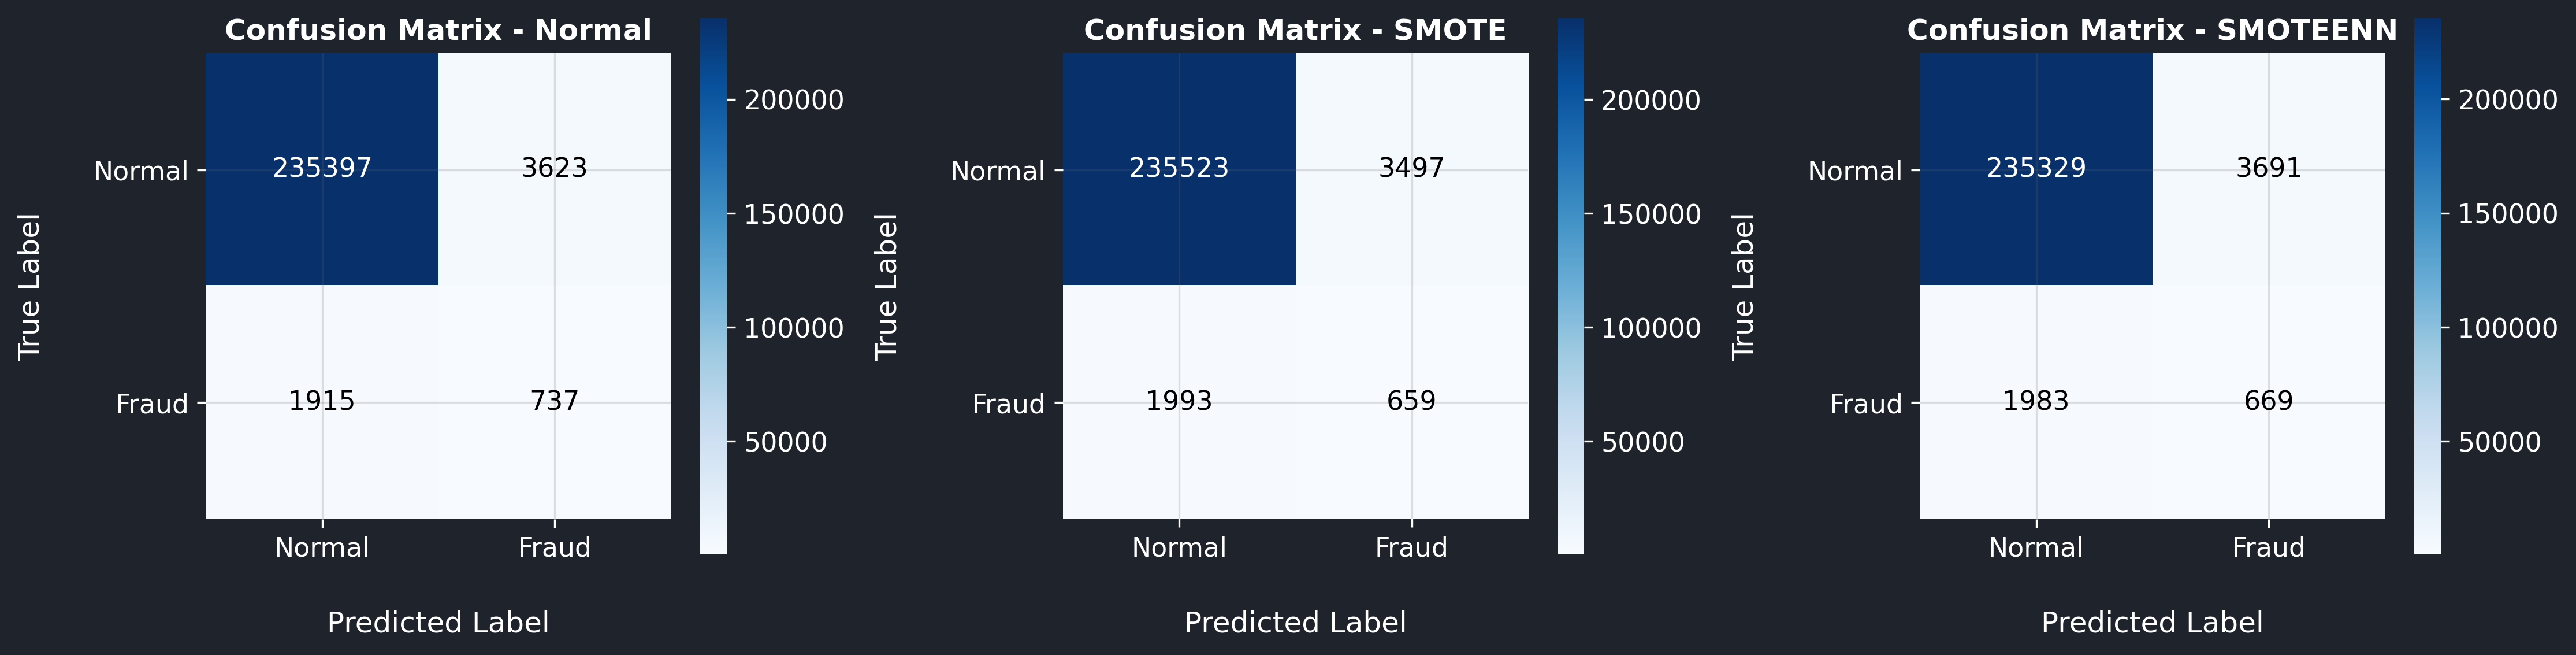 Confusion Matrix - Normal
True Label
Normal
Fraud
235397
3623
1915
737
Normal
Fraud
Predicted Label
200000
150000
100000
50000
Confusion Matrix - SMOTE
True Label
Normal
Fraud
235523
3497
1993
659
Normal
Fraud
Predicted Label
200000
150000
100000
50000
Confusion Matrix - SMOTEENN
True Label
Normal
Fraud
235329
3691
1983
669
Normal
Fraud
Predicted Label
200000
150000
100000
50000